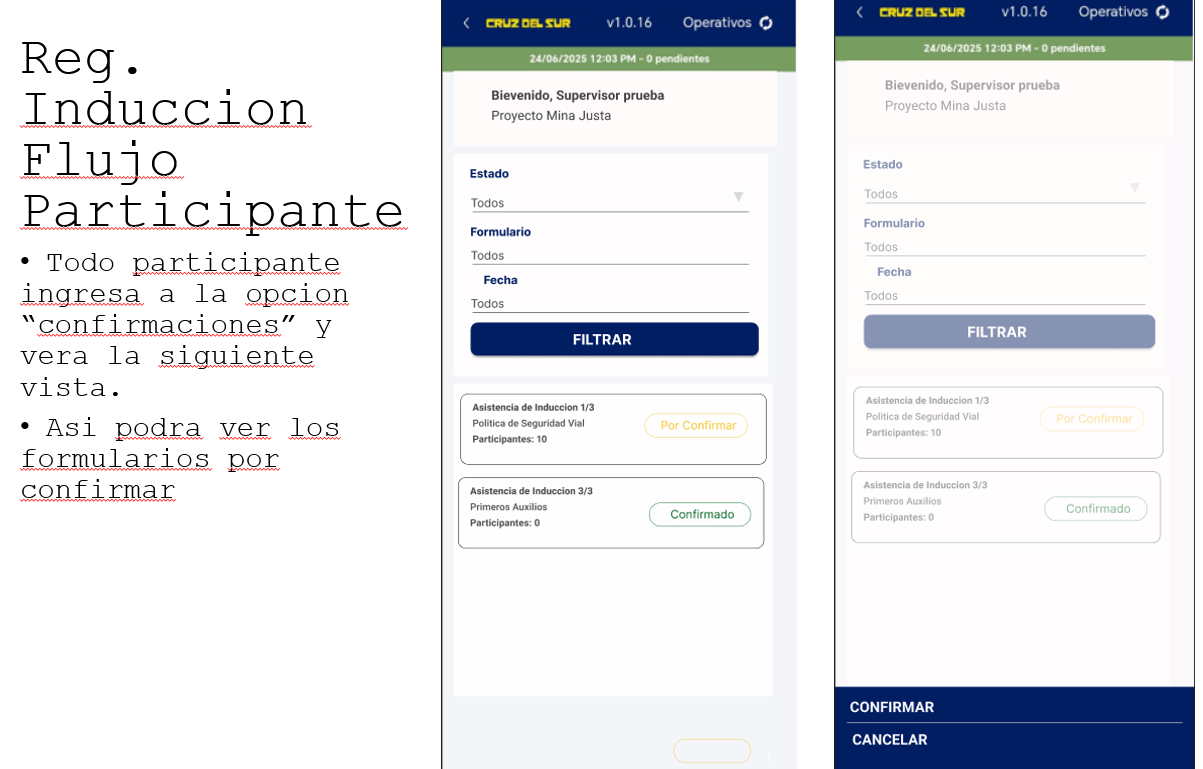 Reg.
Induccion
Flujo
Participante
• Todo participante
ingresa a la opcion
“confirmaciones” y
vera la siguiente
vista.
• Asi podra ver los
formularios por
confirmar
CRUZ DEL SUR v1.0.16 Operativos
24/06/2025 12:03 PM - 0 pendientes
Bievenido, Supervisor prueba
Proyecto Mina Justa
Estado
Todos
Formulario
Todos
Fecha
Todos
FILTRAR
Asistencia de Induccion 1/3
Politica de Seguridad Vial
Participantes: 10
Por Confirmar
Asistencia de Induccion 3/3
Primeros Auxilios
Participantes: 0
Confirmado
CRUZ DEL SUR v1.0.16 Operativos
24/06/2025 12:03 PM - 0 pendientes
Bievenido, Supervisor prueba
Proyecto Mina Justa
Estado
Todos
Formulario
Todos
Fecha
Todos
FILTRAR
Asistencia de Induccion 1/3
Politica de Seguridad Vial
Participantes: 10
Por Confirmar
Asistencia de Induccion 3/3
Primeros Auxilios
Participantes: 0
Confirmado
CONFIRMAR
CANCELAR